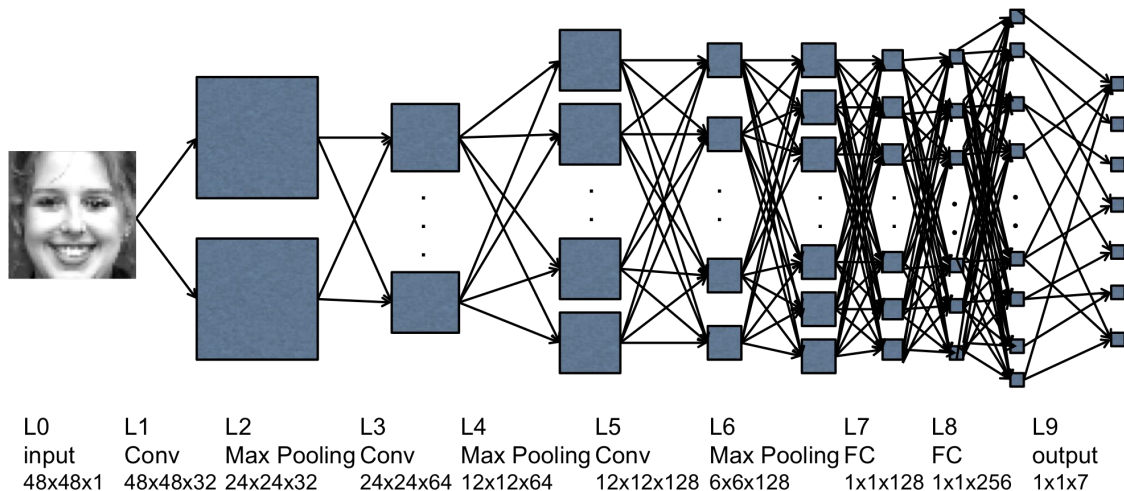 L0 L1 L2 L3 L4 L5 L6 L7 L8 L9
input Conv Max Pooling Conv Max Pooling Conv Max Pooling FC FC output
48x48x1 48x48x32 24x24x32 24x24x64 12x12x64 12x12x128 6x6x128 1x1x128 1x1x256 1x1x7